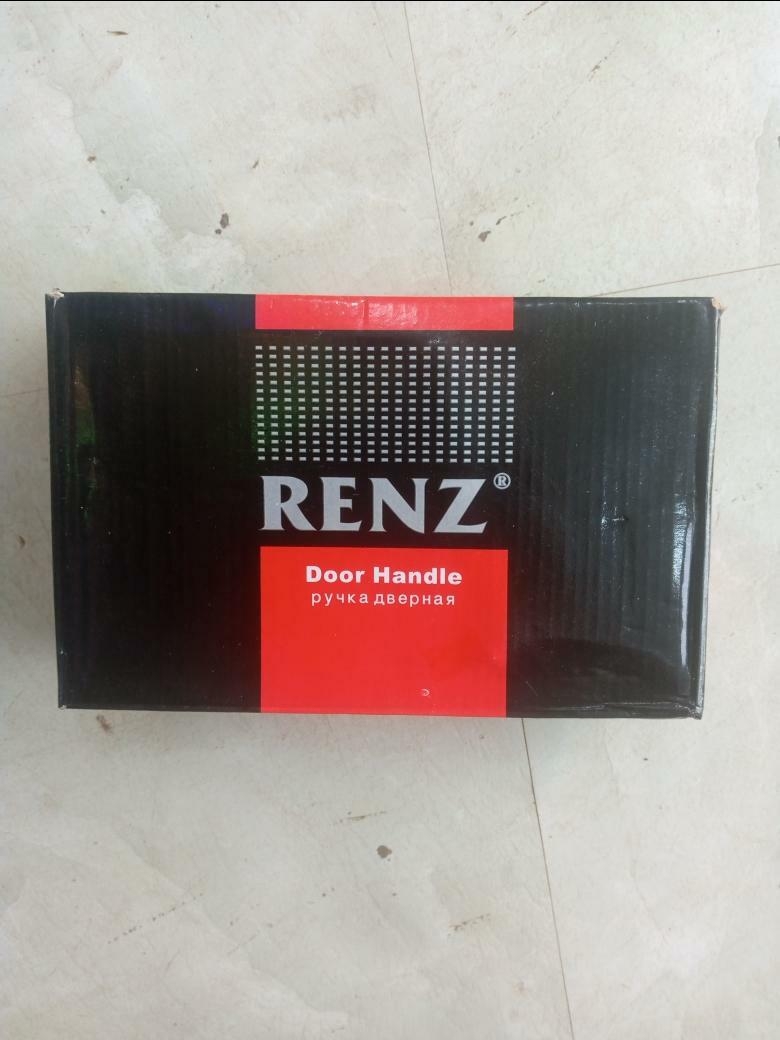 RENZ®
Door Handle
ручка дверная